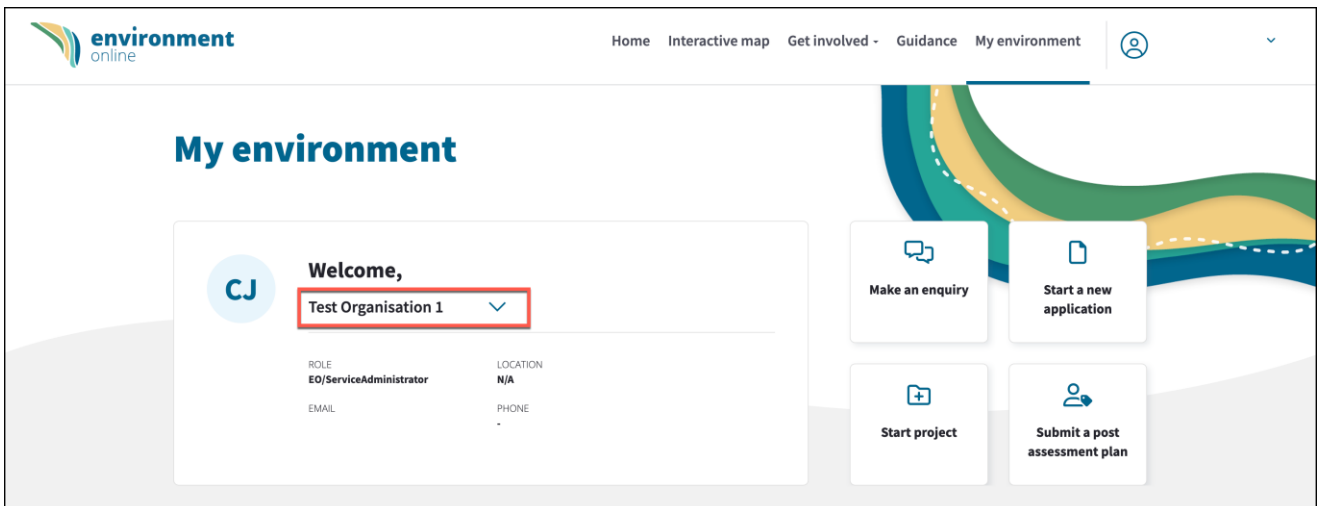 environment
online
Home Interactive map Get involved - Guidance My environment
My environment
CJ
Welcome,
Test Organisation 1
ROLE
EO/ServiceAdministrator
LOCATION
N/A
EMAIL
PHONE
-
Make an enquiry
Start a new
application
Start project
Submit a post
assessment plan